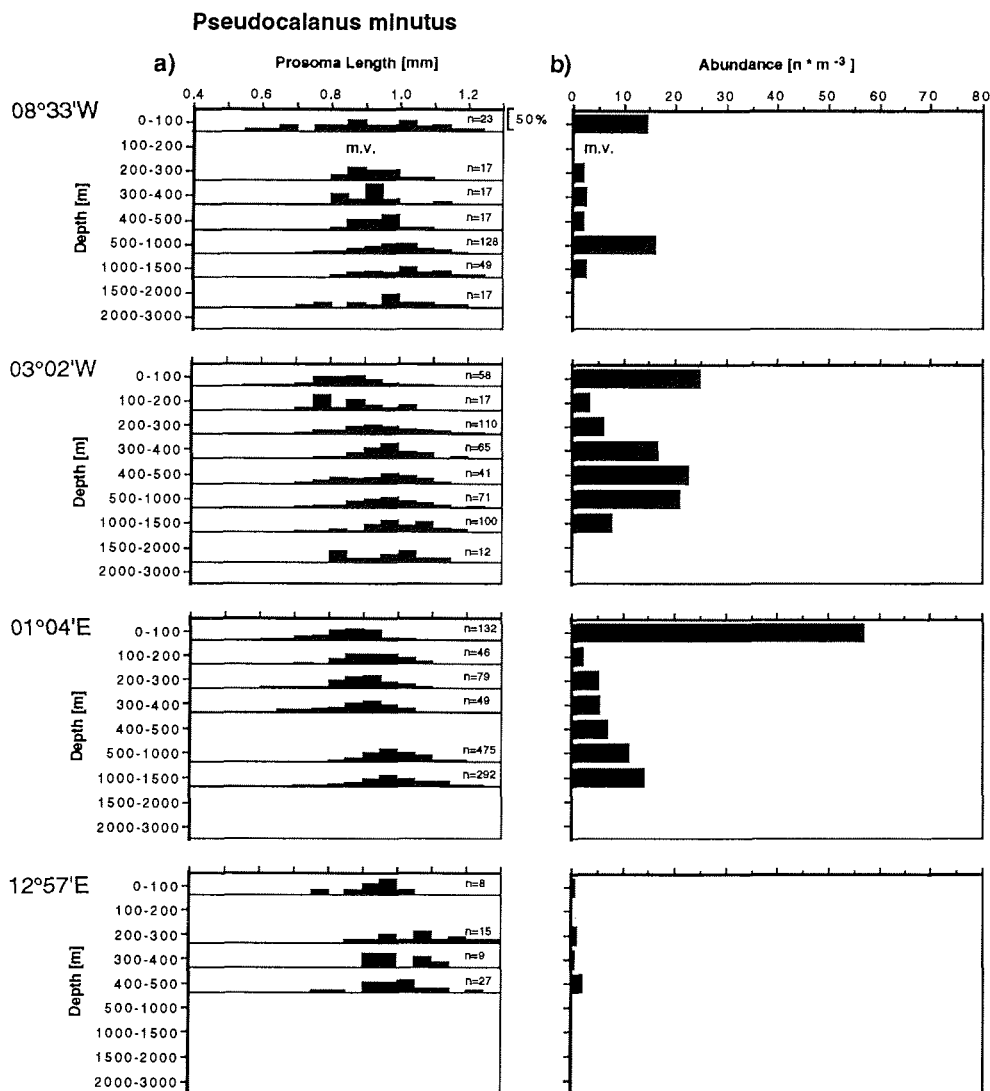 Pseudocalanus minutus
a) Prosoma Length [mm]
0.4 0.6 0.8 1.0 1.2
b) Abundance [n * m -3 ]
0 10 20 30 40 50 60 70 80
08°33'W
Depth [m]
0-100 n=23
[50%
100-200 m.v. m.v.
200-300 n=17
300-400 n=17
400-500 n=17
500-1000 n=128
1000-1500 n=49
1500-2000 n=17
2000-3000
03°02'W
Depth [m]
0-100 n=58
100-200 n=17
200-300 n=110
300-400 n=65
400-500 n=41
500-1000 n=71
1000-1500 n=100
1500-2000 n=12
2000-3000
01°04'E
Depth [m]
0-100 n=132
100-200 n=46
200-300 n=79
300-400 n=49
400-500
500-1000 n=475
1000-1500 n=292
1500-2000
2000-3000
12°57'E
Depth [m]
0-100 n=8
100-200
200-300 n=15
300-400 n=9
400-500 n=27
500-1000
1000-1500
1500-2000
2000-3000